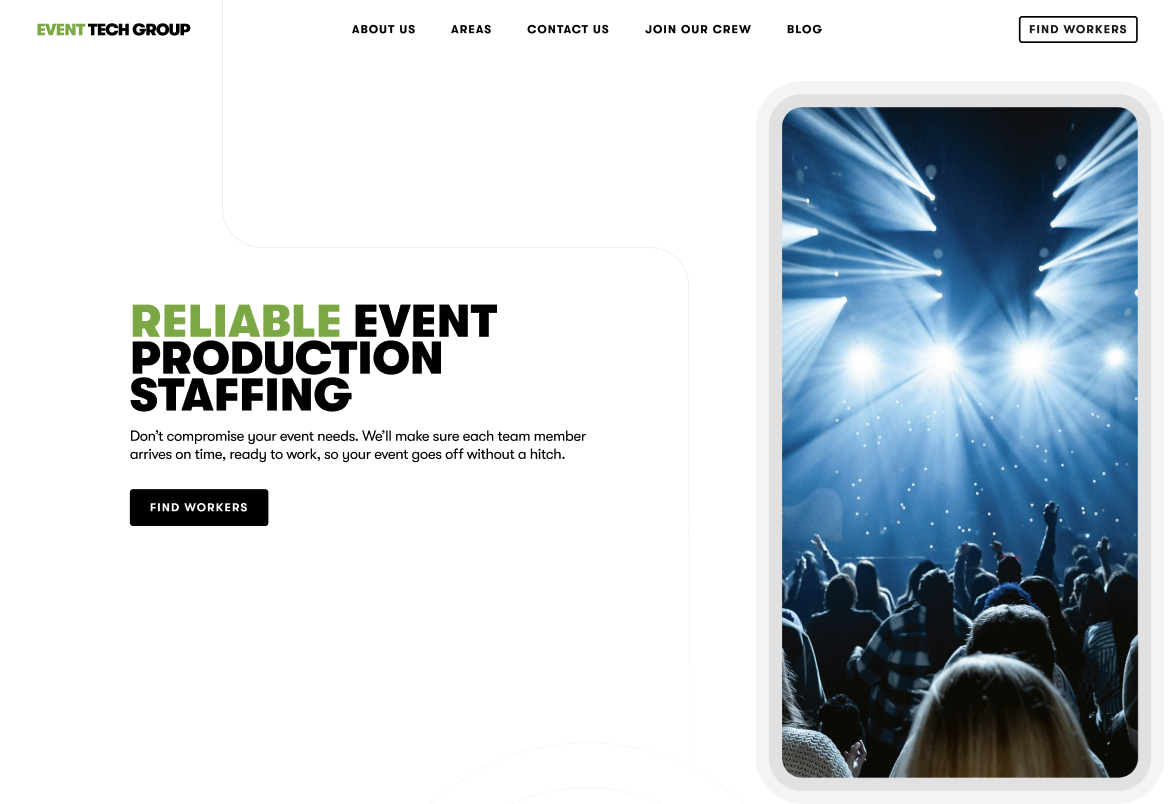 EVENT TECH GROUP
ABOUT US
AREAS
CONTACT US
JOIN OUR CREW
BLOG
FIND WORKERS
RELIABLE EVENT
PRODUCTION
STAFFING
Don’t compromise your event needs. We’ll make sure each team member
arrives on time, ready to work, so your event goes off without a hitch.
FIND WORKERS